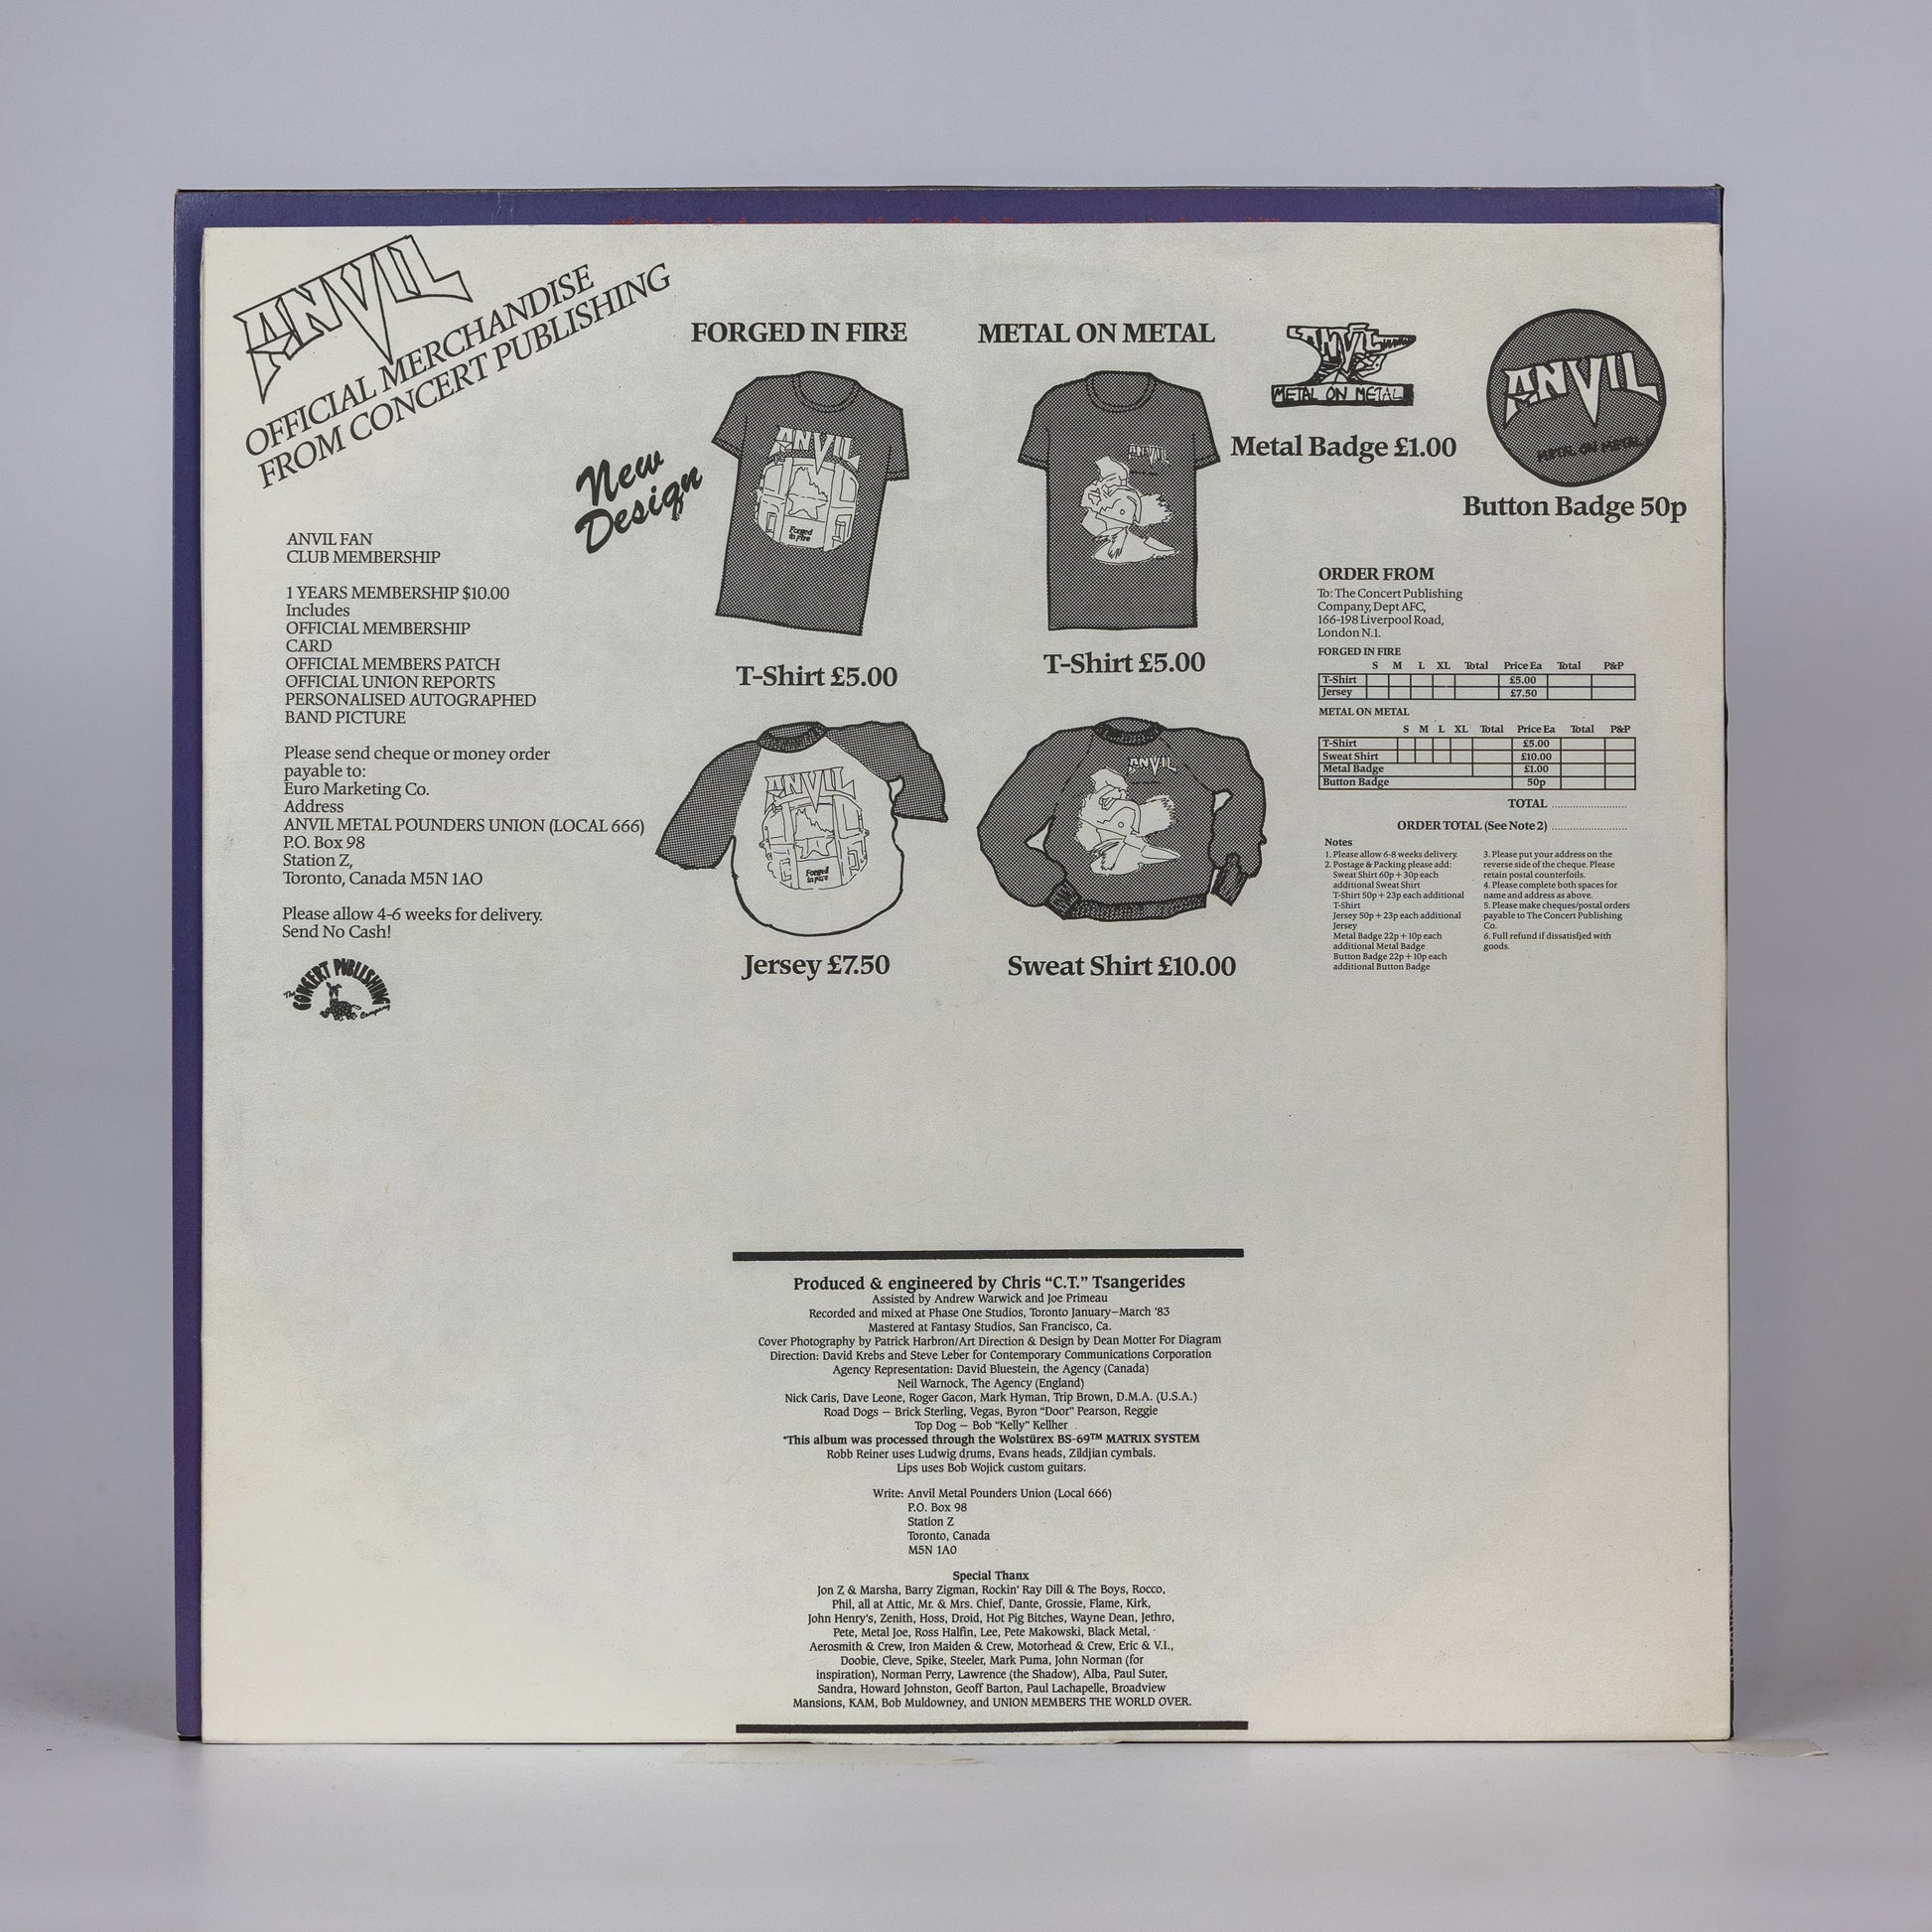 ANVIL
OFFICIAL MERCHANDISE
FROM CONCERT PUBLISHING
ANVIL FAN
CLUB MEMBERSHIP
1 YEARS MEMBERSHIP $10.00
Includes
OFFICIAL MEMBERSHIP
CARD
OFFICIAL MEMBERS PATCH
OFFICIAL UNION REPORTS
PERSONALISED AUTOGRAPHED
BAND PICTURE
Please send cheque or money order
payable to:
Euro Marketing Co.
Address
ANVIL METAL POUNDERS UNION (LOCAL 666)
P.O. Box 98
Station Z,
Toronto, Canada M5N 1AO
Please allow 4-6 weeks for delivery.
Send No Cash!
The
CONCERT PUBLISHING
Company
New
Design
FORGED IN FIRE
ANVIL
Forged
in Fire
T-Shirt £5.00
ANVIL
Forged
in Fire
Jersey £7.50
METAL ON METAL
ANVIL
T-Shirt £5.00
ANVIL
Sweat Shirt £10.00
ANVIL
METAL ON METAL
Metal Badge £1.00
ANVIL
METAL ON METAL
Button Badge 50p
ORDER FROM
To: The Concert Publishing
Company, Dept AFC,
166-198 Liverpool Road,
London N.1.
FORGED IN FIRE
S M L XL Total Price Ea Total P&P
T-Shirt £5.00
Jersey £7.50
METAL ON METAL
S M L XL Total Price Ea Total P&P
T-Shirt £5.00
Sweat Shirt £10.00
Metal Badge £1.00
Button Badge 50p
TOTAL ..........................
ORDER TOTAL (See Note 2) ..........................
Notes
1. Please allow 6-8 weeks delivery.
2. Postage & Packing please add:
Sweat Shirt 60p + 30p each
additional Sweat Shirt
T-Shirt 50p + 23p each additional
T-Shirt
Jersey 50p + 23p each additional
Jersey
Metal Badge 22p + 10p each
additional Metal Badge
Button Badge 22p + 10p each
additional Button Badge
3. Please put your address on the
reverse side of the cheque. Please
retain postal counterfoils.
4. Please complete both spaces for
name and address as above.
5. Please make cheques/postal orders
payable to The Concert Publishing
Co.
6. Full refund if dissatisfied with
goods.
Produced & engineered by Chris “C.T.” Tsangerides
Assisted by Andrew Warwick and Joe Primeau
Recorded and mixed at Phase One Studios, Toronto January—March '83
Mastered at Fantasy Studios, San Francisco, Ca.
Cover Photography by Patrick Harbron/Art Direction & Design by Dean Motter For Diagram
Direction: David Krebs and Steve Leber for Contemporary Communications Corporation
Agency Representation: David Bluestein, the Agency (Canada)
Neil Warnock, The Agency (England)
Nick Caris, Dave Leone, Roger Gacon, Mark Hyman, Trip Brown, D.M.A. (U.S.A.)
Road Dogs — Brick Sterling, Vegas, Byron “Door” Pearson, Reggie
Top Dog — Bob “Kelly” Kellher
*This album was processed through the Wolstürex BS-69™ MATRIX SYSTEM
Robb Reiner uses Ludwig drums, Evans heads, Zildjian cymbals.
Lips uses Bob Wojick custom guitars.
Write: Anvil Metal Pounders Union (Local 666)
P.O. Box 98
Station Z
Toronto, Canada
M5N 1A0
Special Thanx
Jon Z & Marsha, Barry Zigman, Rockin' Ray Dill & The Boys, Rocco,
Phil, all at Attic, Mr. & Mrs. Chief, Dante, Grossie, Flame, Kirk,
John Henry's, Zenith, Hoss, Droid, Hot Pig Bitches, Wayne Dean, Jethro,
Pete, Metal Joe, Ross Halfin, Lee, Pete Makowski, Black Metal,
Aerosmith & Crew, Iron Maiden & Crew, Motorhead & Crew, Eric & V.I.,
Doobie, Cleve, Spike, Steeler, Mark Puma, John Norman (for
inspiration), Norman Perry, Lawrence (the Shadow), Alba, Paul Suter,
Sandra, Howard Johnston, Geoff Barton, Paul Lachapelle, Broadview
Mansions, KAM, Bob Muldowney, and UNION MEMBERS THE WORLD OVER.